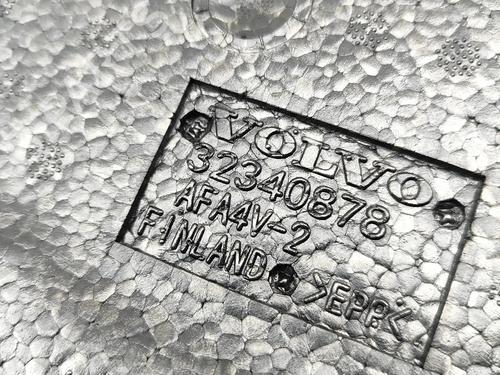 VOLVO
32340878
AFA4V-2
FINLAND >EPP<